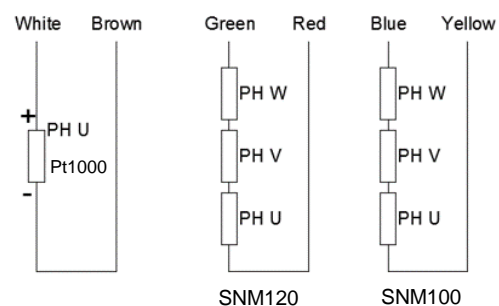 White Brown Green Red Blue Yellow
+
PH U
Pt1000
-
PH W
PH V
PH U
SNM120
PH W
PH V
PH U
SNM100